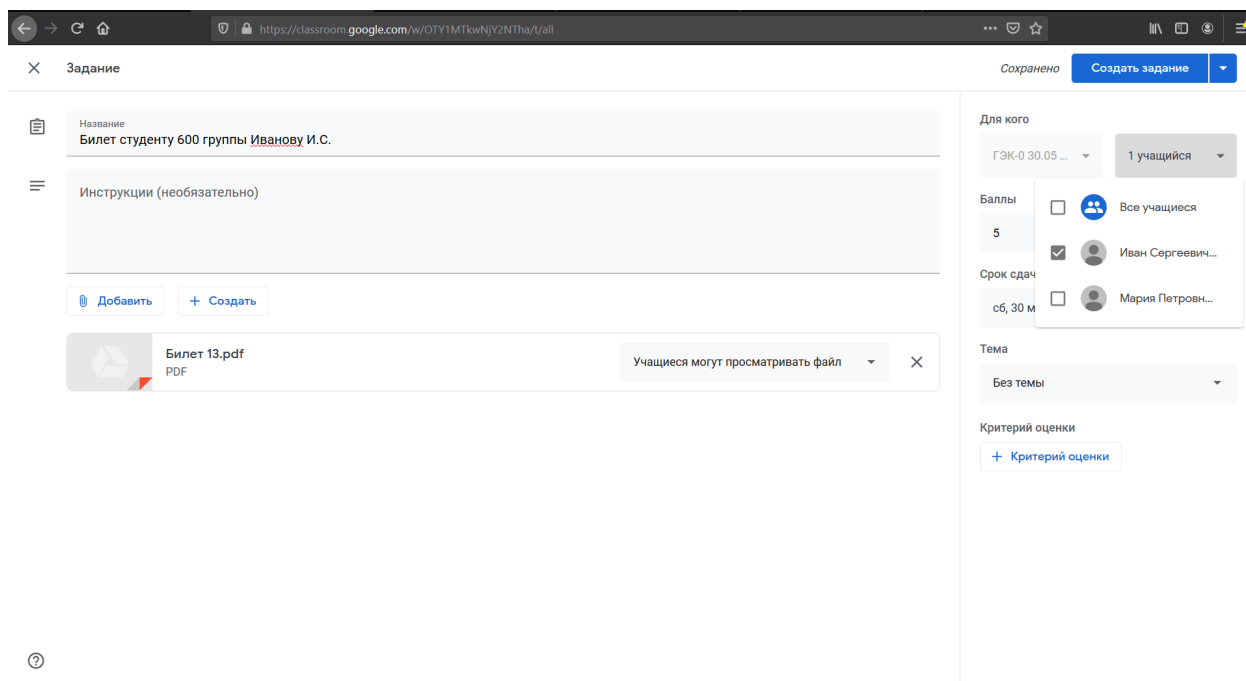 https://classroom.google.com/w/OTY1MTkwNjY2NTha/t/all
Задание
Сохранено
Создать задание
Название
Билет студенту 600 группы Иванову И.С.
Инструкции (необязательно)
Добавить
+ Создать
Билет 13.pdf
PDF
Учащиеся могут просматривать файл
Для кого
ГЭК-0 30.05 ...
1 учащийся
Баллы
5
Все учащиеся
Иван Сергеевич...
Мария Петровн...
Срок сдач
сб, 30 м
Тема
Без темы
Критерий оценки
+ Критерий оценки